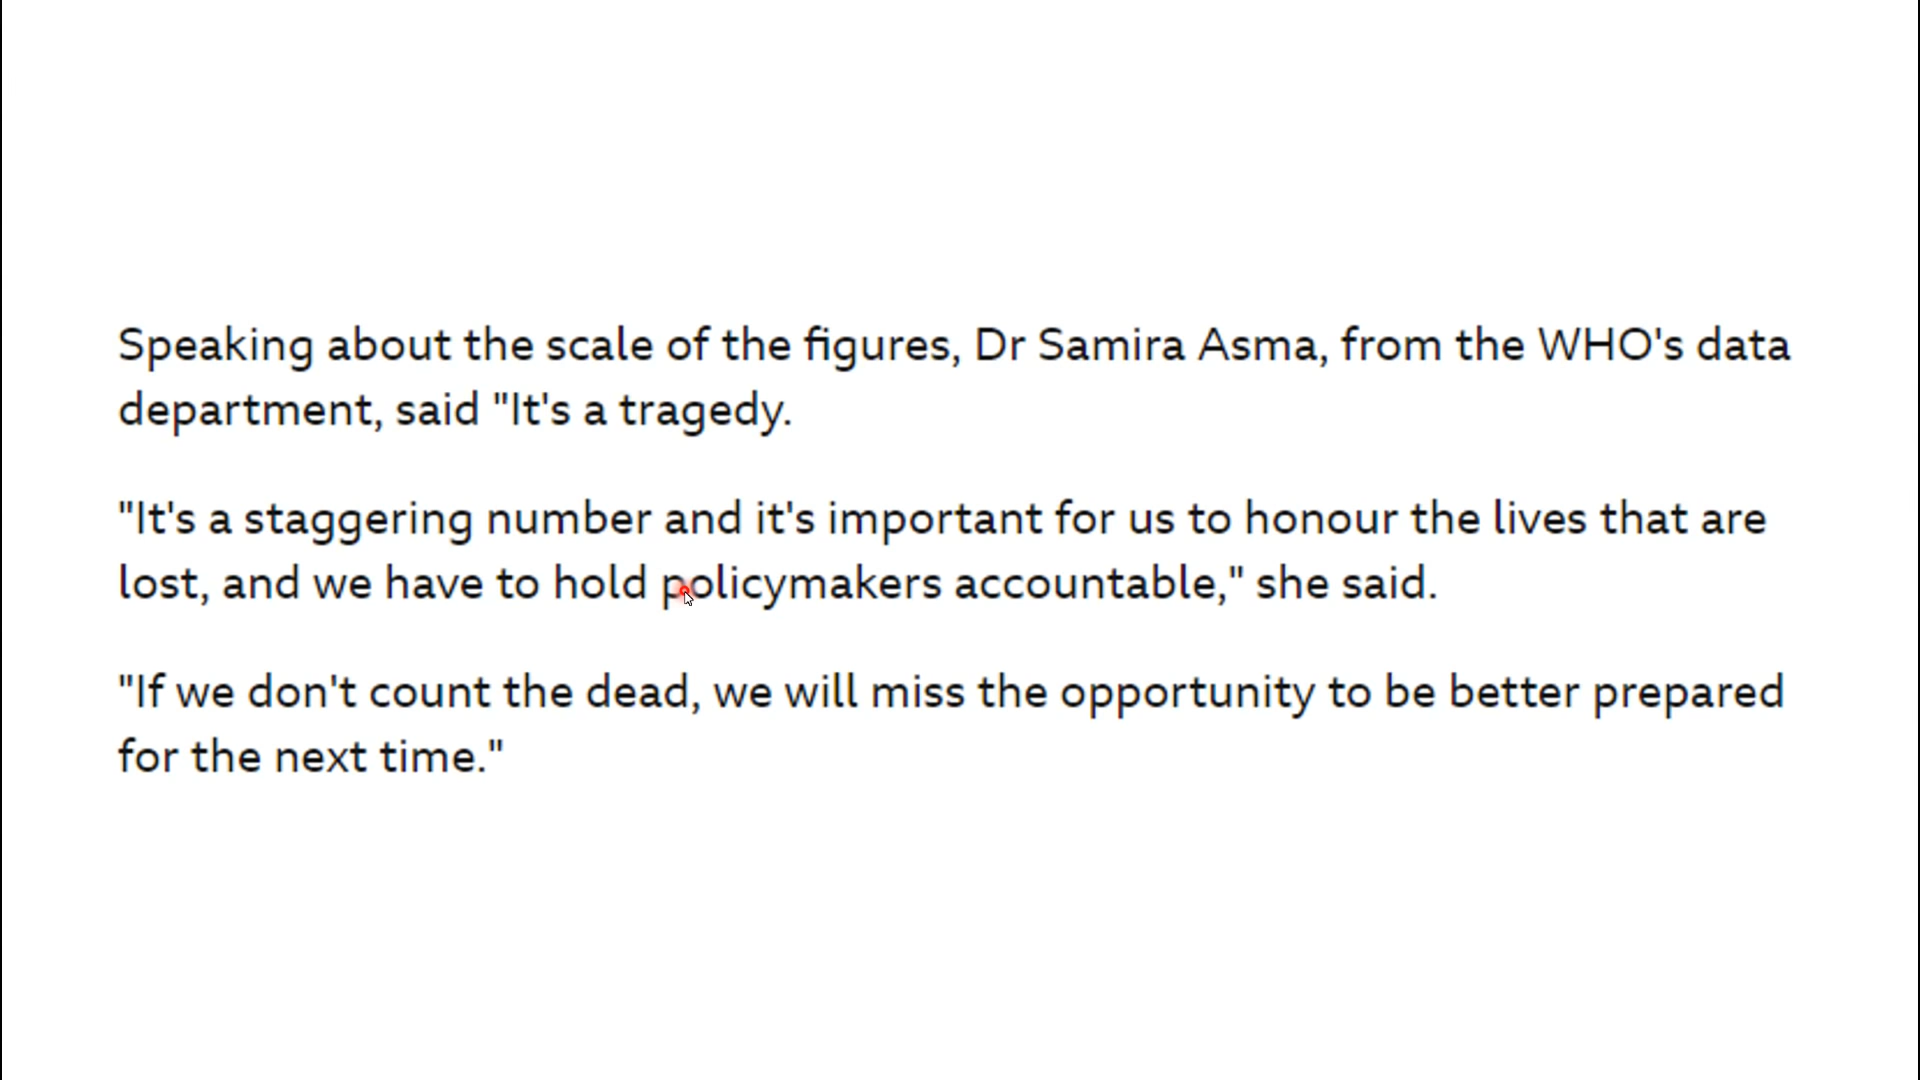 Speaking about the scale of the figures, Dr Samira Asma, from the WHO's data
department, said "It's a tragedy.
"It's a staggering number and it's important for us to honour the lives that are
lost, and we have to hold policymakers accountable," she said.
"If we don't count the dead, we will miss the opportunity to be better prepared
for the next time."